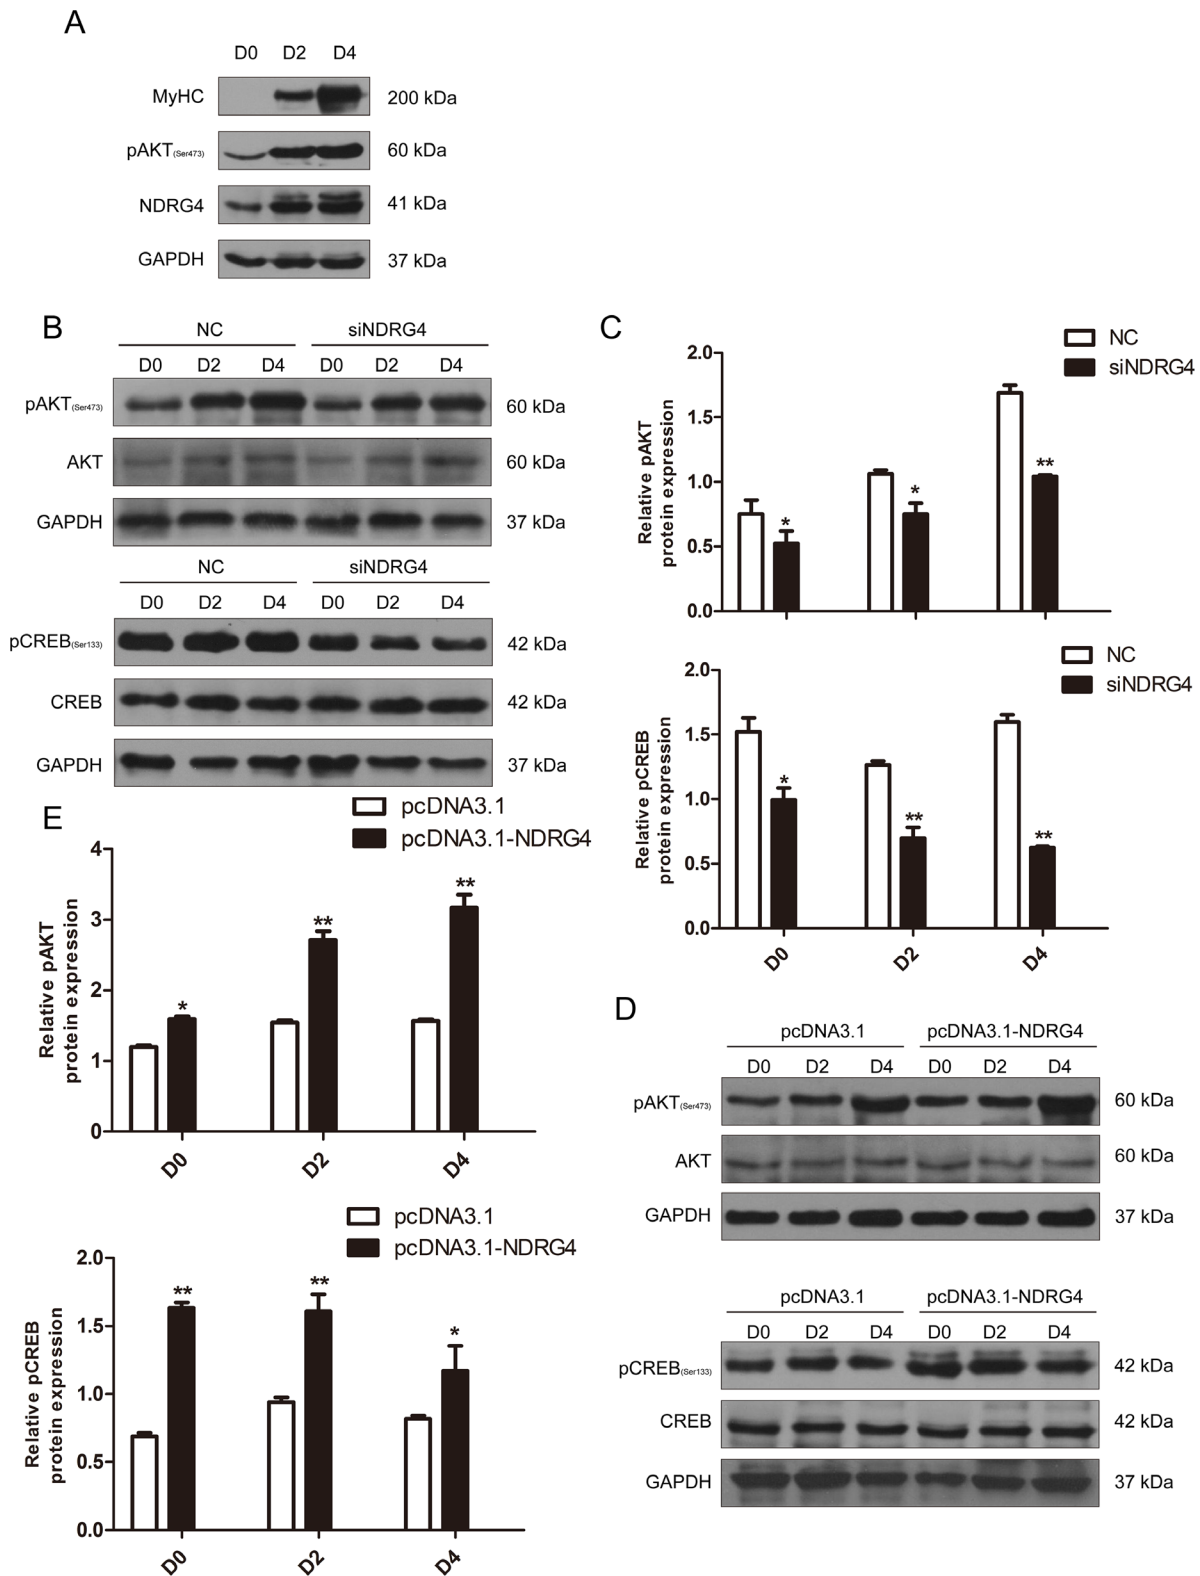 A
D0 D2 D4
MyHC 200 kDa
pAKT(Ser473) 60 kDa
NDRG4 41 kDa
GAPDH 37 kDa
B
NC siNDRG4
D0 D2 D4 D0 D2 D4
pAKT(Ser473) 60 kDa
AKT 60 kDa
GAPDH 37 kDa
NC siNDRG4
D0 D2 D4 D0 D2 D4
pCREB(Ser133) 42 kDa
CREB 42 kDa
GAPDH 37 kDa
C
NC
siNDRG4
Relative pAKT
protein expression
2.0
1.5
1.0
0.5
0.0
* * **
NC
siNDRG4
Relative pCREB
protein expression
2.0
1.5
1.0
0.5
0.0
* ** **
D0 D2 D4
E
pcDNA3.1
pcDNA3.1-NDRG4
Relative pAKT
protein expression
4
3
2
1
0
* ** **
D0 D2 D4
pcDNA3.1
pcDNA3.1-NDRG4
Relative pCREB
protein expression
2.0
1.5
1.0
0.5
0.0
** ** *
D0 D2 D4
D
pcDNA3.1 pcDNA3.1-NDRG4
D0 D2 D4 D0 D2 D4
pAKT(Ser473) 60 kDa
AKT 60 kDa
GAPDH 37 kDa
pcDNA3.1 pcDNA3.1-NDRG4
D0 D2 D4 D0 D2 D4
pCREB(Ser133) 42 kDa
CREB 42 kDa
GAPDH 37 kDa